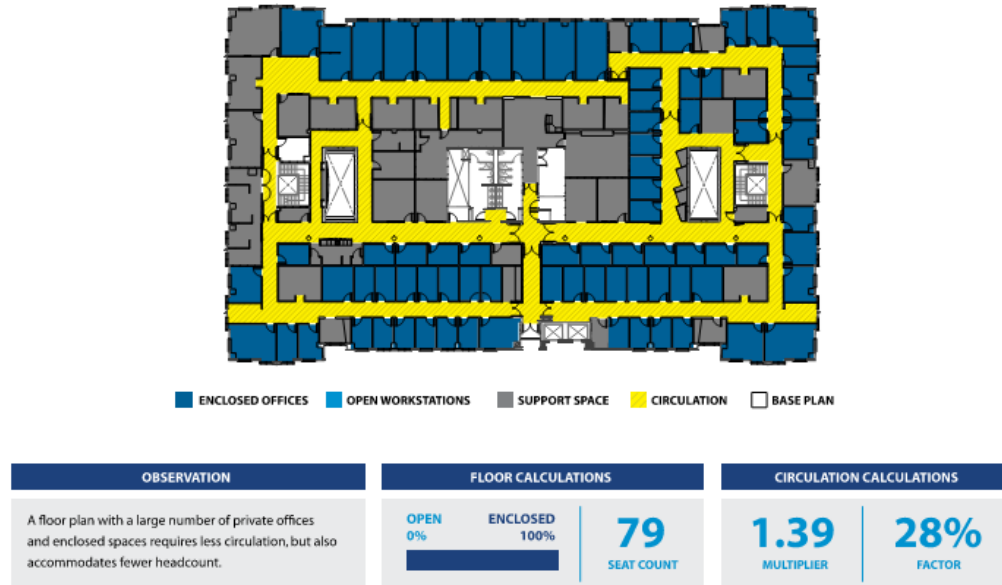 ENCLOSED OFFICES
OPEN WORKSTATIONS
SUPPORT SPACE
CIRCULATION
BASE PLAN
OBSERVATION
A floor plan with a large number of private offices
and enclosed spaces requires less circulation, but also
accommodates fewer headcount.
FLOOR CALCULATIONS
OPEN
0%
ENCLOSED
100%
79
SEAT COUNT
CIRCULATION CALCULATIONS
1.39
MULTIPLIER
28%
FACTOR